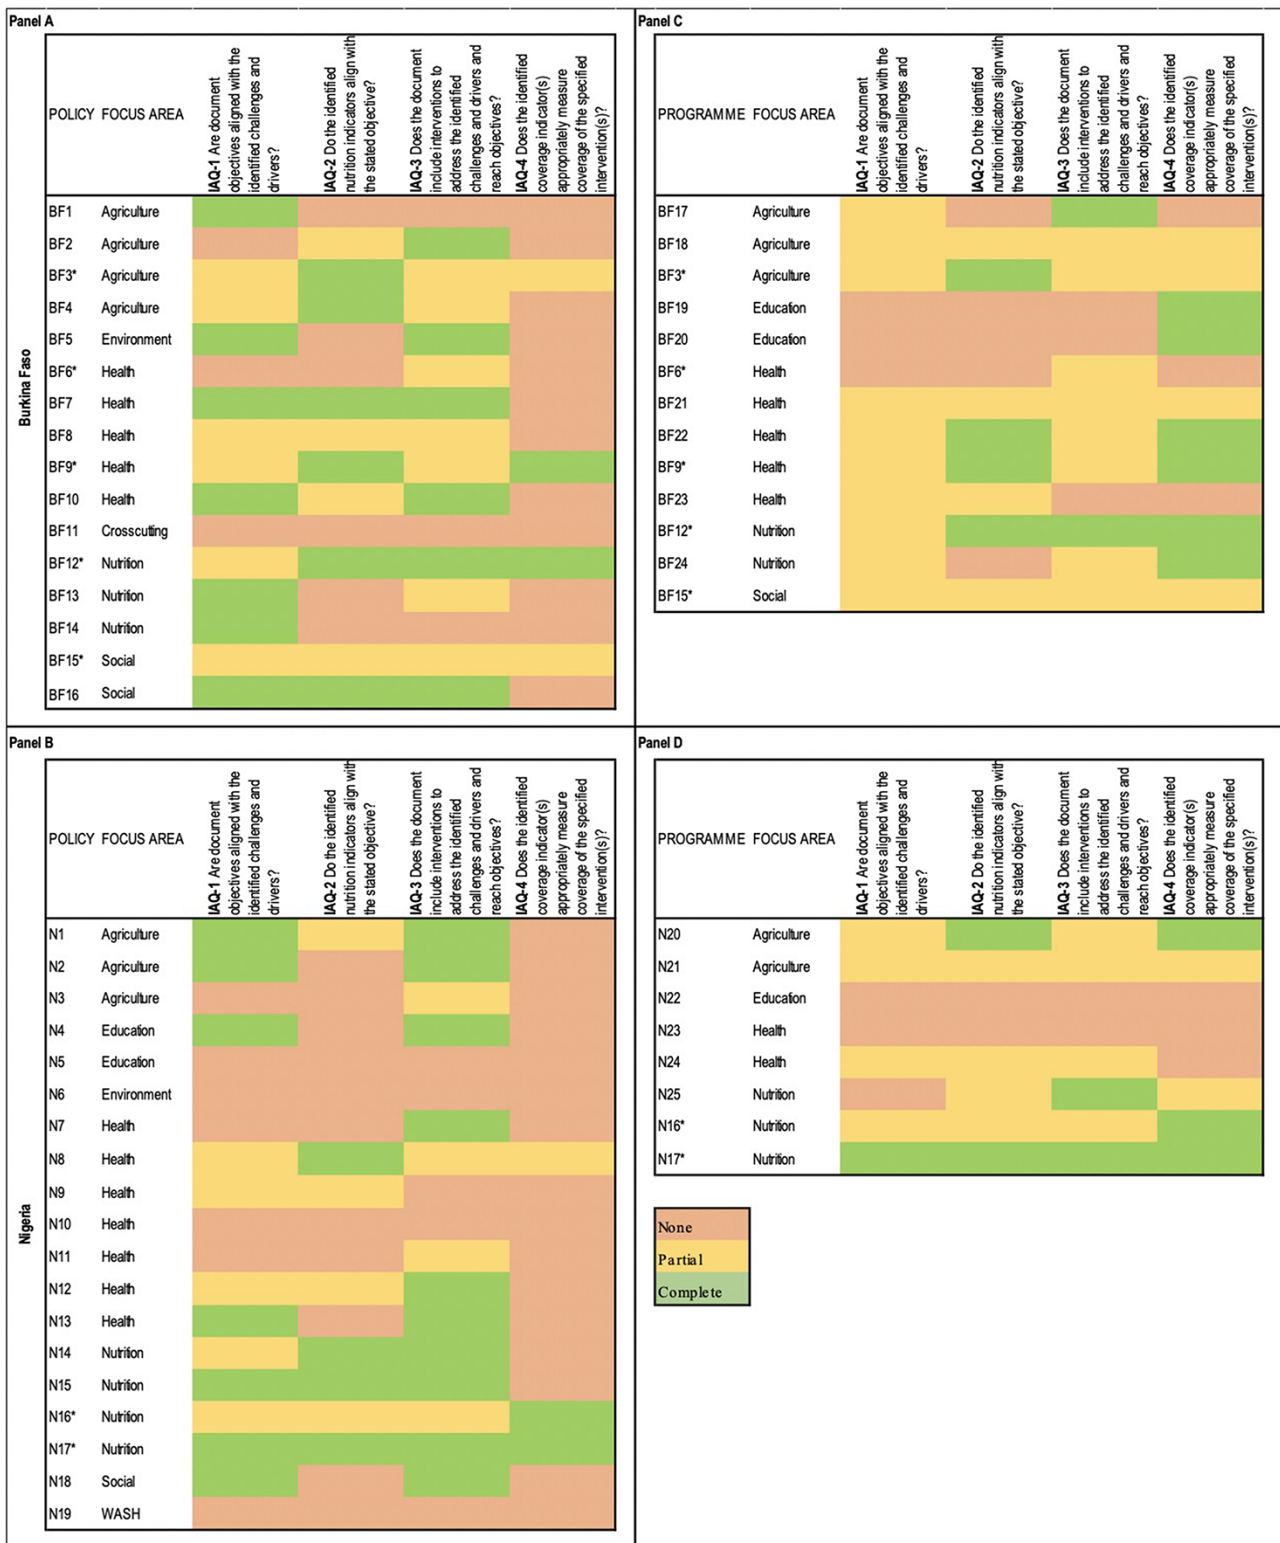 Panel A
POLICY FOCUS AREA
IAQ-1 Are document
objectives aligned with the
identified challenges and
drivers?
IAQ-2 Do the identified
nutrition indicators align with
the stated objective?
IAQ-3 Does the document
include interventions to
address the identified
challenges and drivers and
reach objectives?
IAQ-4 Does the identified
coverage indicator(s)
appropriately measure
coverage of the specified
intervention(s)?
Burkina Faso
BF1 Agriculture
BF2 Agriculture
BF3* Agriculture
BF4 Agriculture
BF5 Environment
BF6* Health
BF7 Health
BF8 Health
BF9* Health
BF10 Health
BF11 Crosscutting
BF12* Nutrition
BF13 Nutrition
BF14 Nutrition
BF15* Social
BF16 Social
Panel C
PROGRAMME FOCUS AREA
IAQ-1 Are document
objectives aligned with the
identified challenges and
drivers?
IAQ-2 Do the identified
nutrition indicators align with
the stated objective?
IAQ-3 Does the document
include interventions to
address the identified
challenges and drivers and
reach objectives?
IAQ-4 Does the identified
coverage indicator(s)
appropriately measure
coverage of the specified
intervention(s)?
BF17 Agriculture
BF18 Agriculture
BF3* Agriculture
BF19 Education
BF20 Education
BF6* Health
BF21 Health
BF22 Health
BF9* Health
BF23 Health
BF12* Nutrition
BF24 Nutrition
BF15* Social
Panel B
POLICY FOCUS AREA
IAQ-1 Are document
objectives aligned with the
identified challenges and
drivers?
IAQ-2 Do the identified
nutrition indicators align with
the stated objective?
IAQ-3 Does the document
include interventions to
address the identified
challenges and drivers and
reach objectives?
IAQ-4 Does the identified
coverage indicator(s)
appropriately measure
coverage of the specified
intervention(s)?
Nigeria
N1 Agriculture
N2 Agriculture
N3 Agriculture
N4 Education
N5 Education
N6 Environment
N7 Health
N8 Health
N9 Health
N10 Health
N11 Health
N12 Health
N13 Health
N14 Nutrition
N15 Nutrition
N16* Nutrition
N17* Nutrition
N18 Social
N19 WASH
Panel D
PROGRAMME FOCUS AREA
IAQ-1 Are document
objectives aligned with the
identified challenges and
drivers?
IAQ-2 Do the identified
nutrition indicators align with
the stated objective?
IAQ-3 Does the document
include interventions to
address the identified
challenges and drivers and
reach objectives?
IAQ-4 Does the identified
coverage indicator(s)
appropriately measure
coverage of the specified
intervention(s)?
N20 Agriculture
N21 Agriculture
N22 Education
N23 Health
N24 Health
N25 Nutrition
N16* Nutrition
N17* Nutrition
None
Partial
Complete